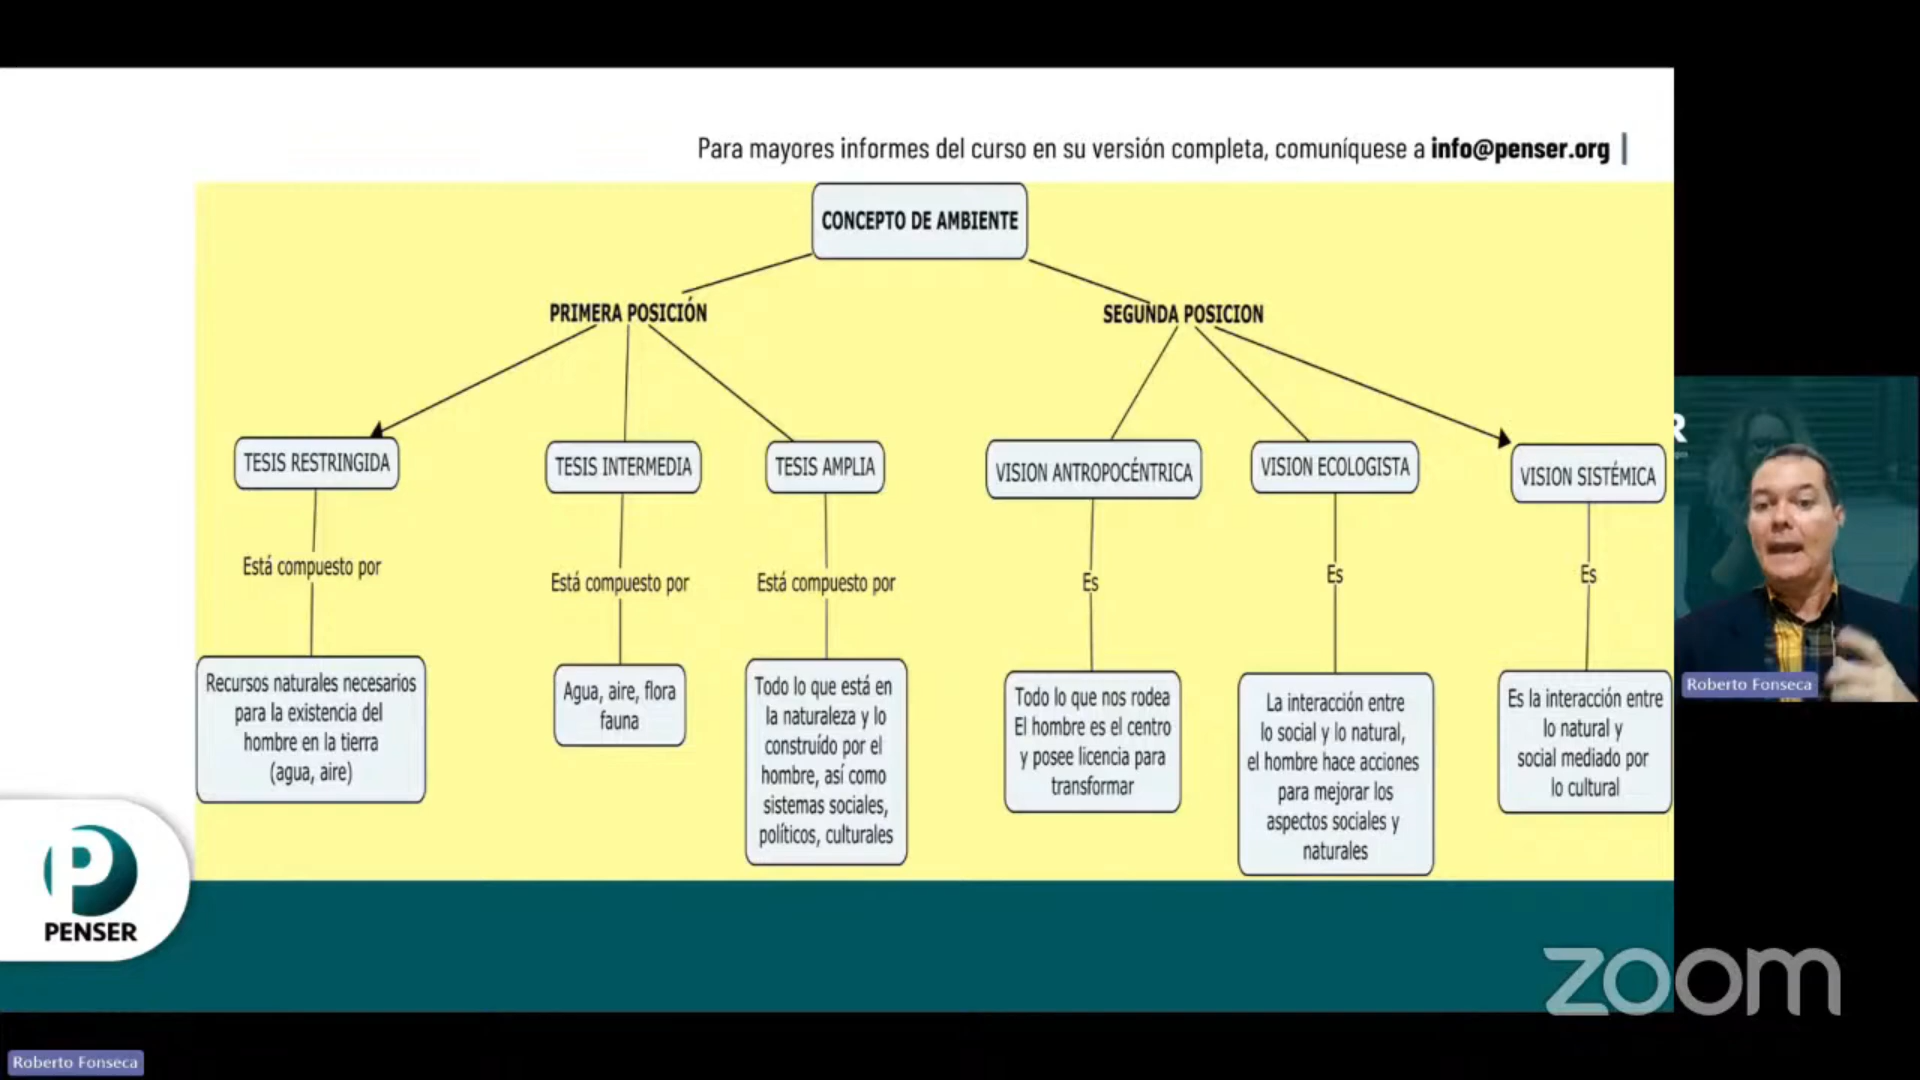 Para mayores informes del curso en su versión completa, comuníquese a info@penser.org |
CONCEPTO DE AMBIENTE
PRIMERA POSICIÓN
SEGUNDA POSICION
TESIS RESTRINGIDA
TESIS INTERMEDIA
TESIS AMPLIA
VISION ANTROPOCÉNTRICA
VISION ECOLOGISTA
VISION SISTÉMICA
Está compuesto por
Está compuesto por
Está compuesto por
Es
Es
Es
Recursos naturales necesarios
para la existencia del
hombre en la tierra
(agua, aire)
Agua, aire, flora
fauna
Todo lo que está en
la naturaleza y lo
construído por el
hombre, así como
sistemas sociales,
políticos, culturales
Todo lo que nos rodea
El hombre es el centro
y posee licencia para
transformar
La interacción entre
lo social y lo natural,
el hombre hace acciones
para mejorar los
aspectos sociales y
naturales
Es la interacción entre
lo natural y
social mediado por
lo cultural
R
Roberto Fonseca
P
PENSER
zoom
Roberto Fonseca